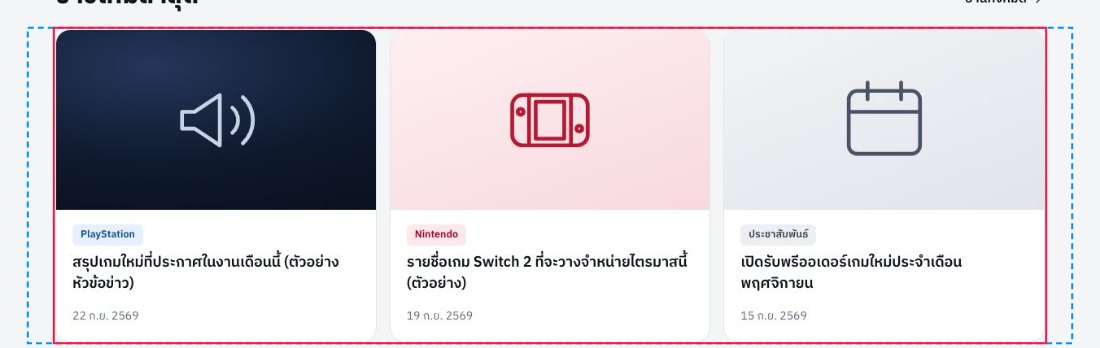 PlayStation
สรุปเกมใหม่ที่ประกาศในงานเดือนนี้ (ตัวอย่าง
หัวข้อข่าว)
22 ก.ย. 2569
Nintendo
รายชื่อเกม Switch 2 ที่จะวางจำหน่ายไตรมาสนี้
(ตัวอย่าง)
19 ก.ย. 2569
ประชาสัมพันธ์
เปิดรับพรีออเดอร์เกมใหม่ประจำเดือน
พฤศจิกายน
15 ก.ย. 2569